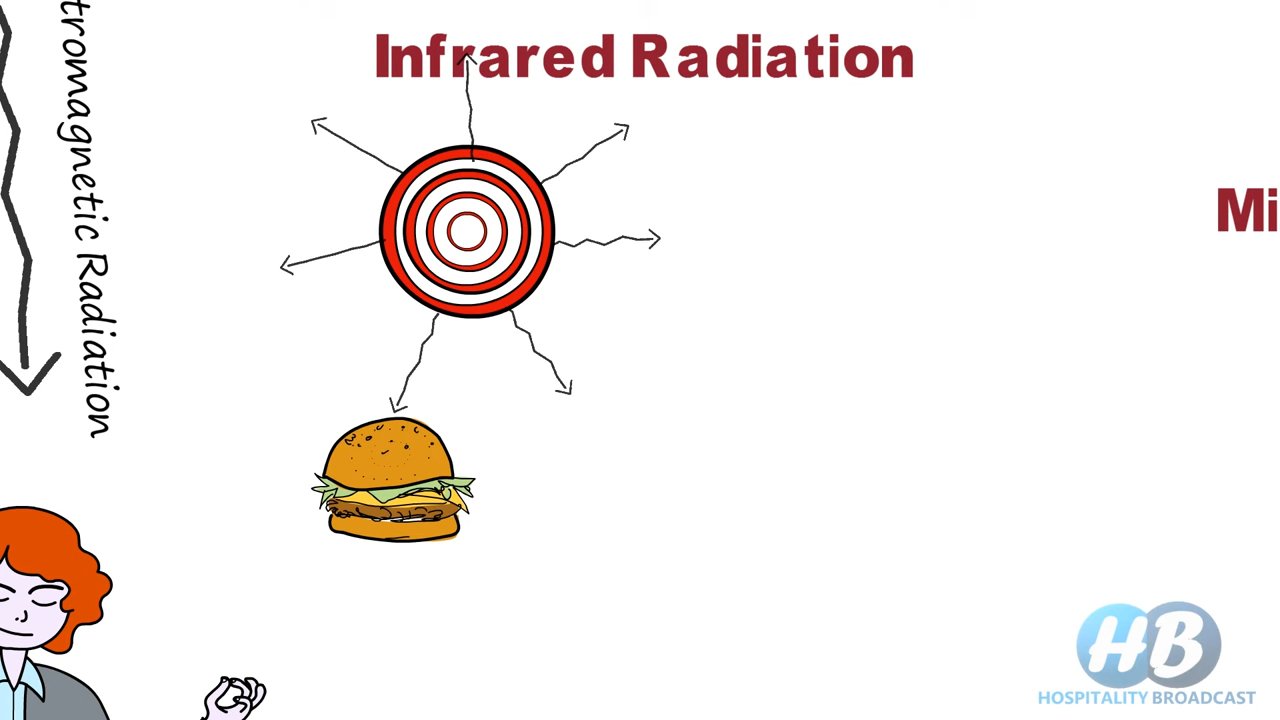 Infrared Radiation
tromagnetic Radiation
Mi
HB
HOSPITALITY BROADCAST